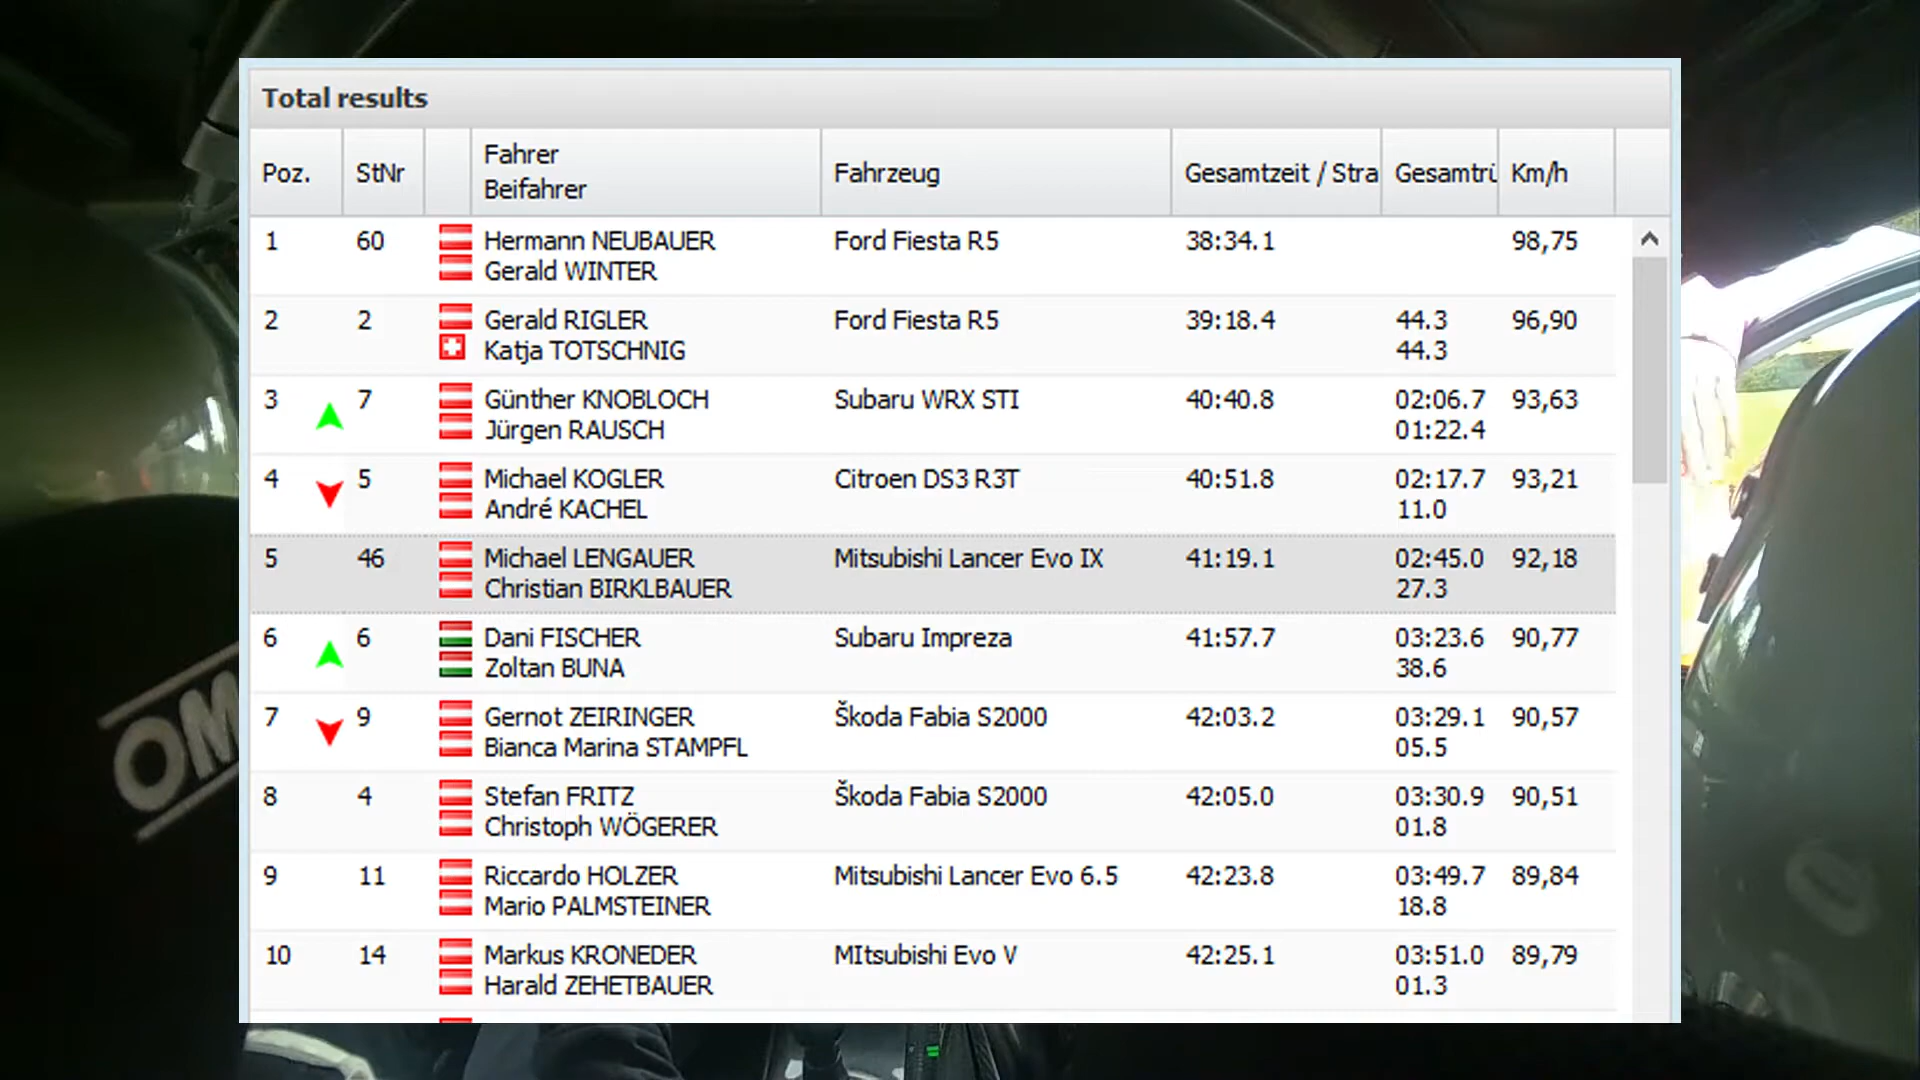 Total results
Poz. StNr Fahrer Beifahrer Fahrzeug Gesamtzeit / Stra Gesamtrü Km/h
1 60 Hermann NEUBAUER Ford Fiesta R5 38:34.1 98,75
Gerald WINTER
2 2 Gerald RIGLER Ford Fiesta R5 39:18.4 44.3 96,90
Katja TOTSCHNIG 44.3
3 7 Günther KNOBLOCH Subaru WRX STI 40:40.8 02:06.7 93,63
Jürgen RAUSCH 01:22.4
4 5 Michael KOGLER Citroen DS3 R3T 40:51.8 02:17.7 93,21
André KACHEL 11.0
5 46 Michael LENGAUER Mitsubishi Lancer Evo IX 41:19.1 02:45.0 92,18
Christian BIRKLBAUER 27.3
6 6 Dani FISCHER Subaru Impreza 41:57.7 03:23.6 90,77
Zoltan BUNA 38.6
7 9 Gernot ZEIRINGER Škoda Fabia S2000 42:03.2 03:29.1 90,57
Bianca Marina STAMPFL 05.5
8 4 Stefan FRITZ Škoda Fabia S2000 42:05.0 03:30.9 90,51
Christoph WÖGERER 01.8
9 11 Riccardo HOLZER Mitsubishi Lancer Evo 6.5 42:23.8 03:49.7 89,84
Mario PALMSTEINER 18.8
10 14 Markus KRONEDER MItsubishi Evo V 42:25.1 03:51.0 89,79
Harald ZEHETBAUER 01.3
OM